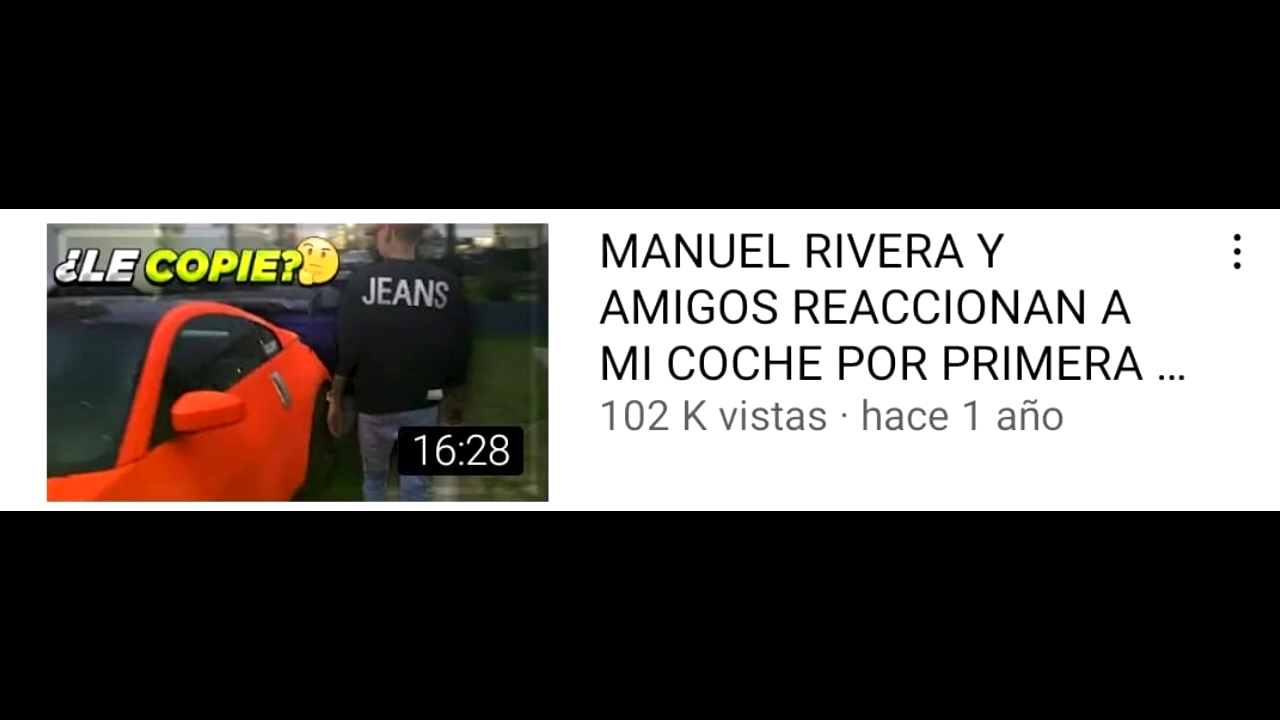 ¿LE COPIE?🤔
JEANS
16:28
MANUEL RIVERA Y
AMIGOS REACCIONAN A
MI COCHE POR PRIMERA ...
102 K vistas · hace 1 año